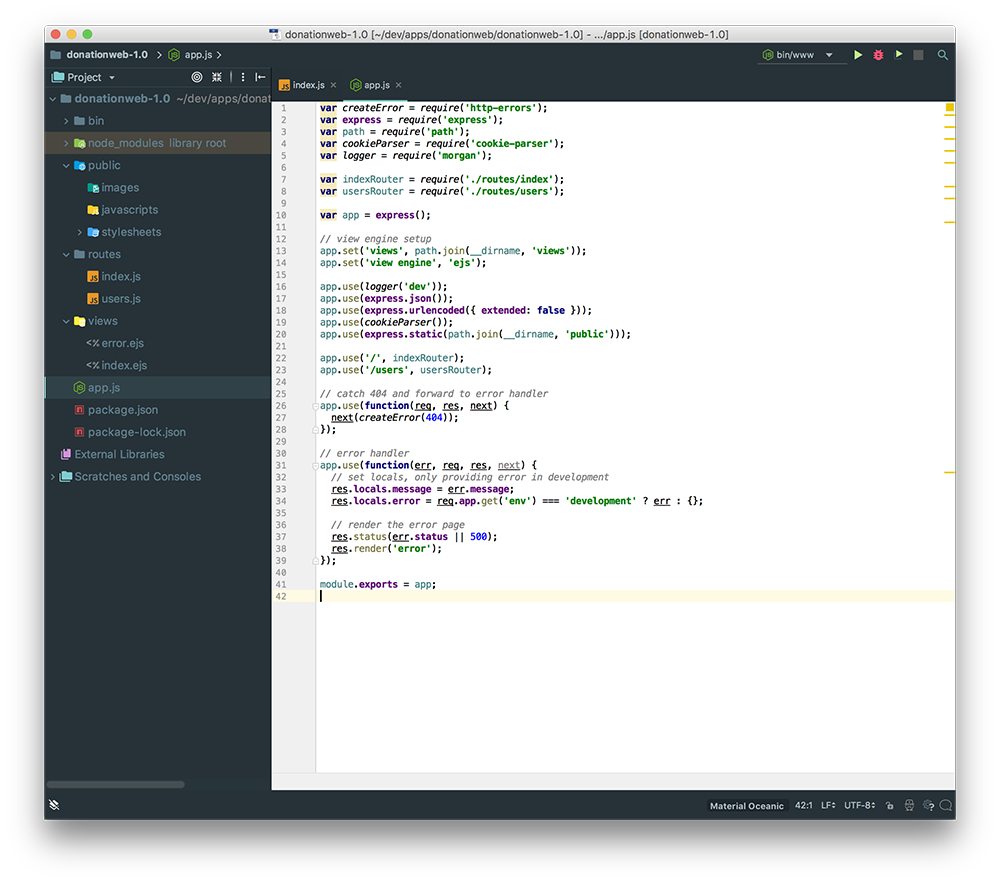 donationweb-1.0 [~/dev/apps/donationweb/donationweb-1.0] - .../app.js [donationweb-1.0]
donationweb-1.0 app.js bin/www
Project
index.js app.js
donationweb-1.0 ~/dev/apps/donat
bin
node_modules library root
public
images
javascripts
stylesheets
routes
index.js
users.js
views
<% error.ejs
<% index.ejs
app.js
package.json
package-lock.json
External Libraries
Scratches and Consoles
1 var createError = require('http-errors');
2 var express = require('express');
3 var path = require('path');
4 var cookieParser = require('cookie-parser');
5 var logger = require('morgan');
6
7 var indexRouter = require('./routes/index');
8 var usersRouter = require('./routes/users');
9
10 var app = express();
11
12 // view engine setup
13 app.set('views', path.join(__dirname, 'views'));
14 app.set('view engine', 'ejs');
15
16 app.use(logger('dev'));
17 app.use(express.json());
18 app.use(express.urlencoded({ extended: false }));
19 app.use(cookieParser());
20 app.use(express.static(path.join(__dirname, 'public')));
21
22 app.use('/', indexRouter);
23 app.use('/users', usersRouter);
24
25 // catch 404 and forward to error handler
26 app.use(function(req, res, next) {
27 next(createError(404));
28 });
29
30 // error handler
31 app.use(function(err, req, res, next) {
32 // set locals, only providing error in development
33 res.locals.message = err.message;
34 res.locals.error = req.app.get('env') === 'development' ? err : {};
35
36 // render the error page
37 res.status(err.status || 500);
38 res.render('error');
39 });
40
41 module.exports = app;
42
Material Oceanic 42:1 LF UTF-8